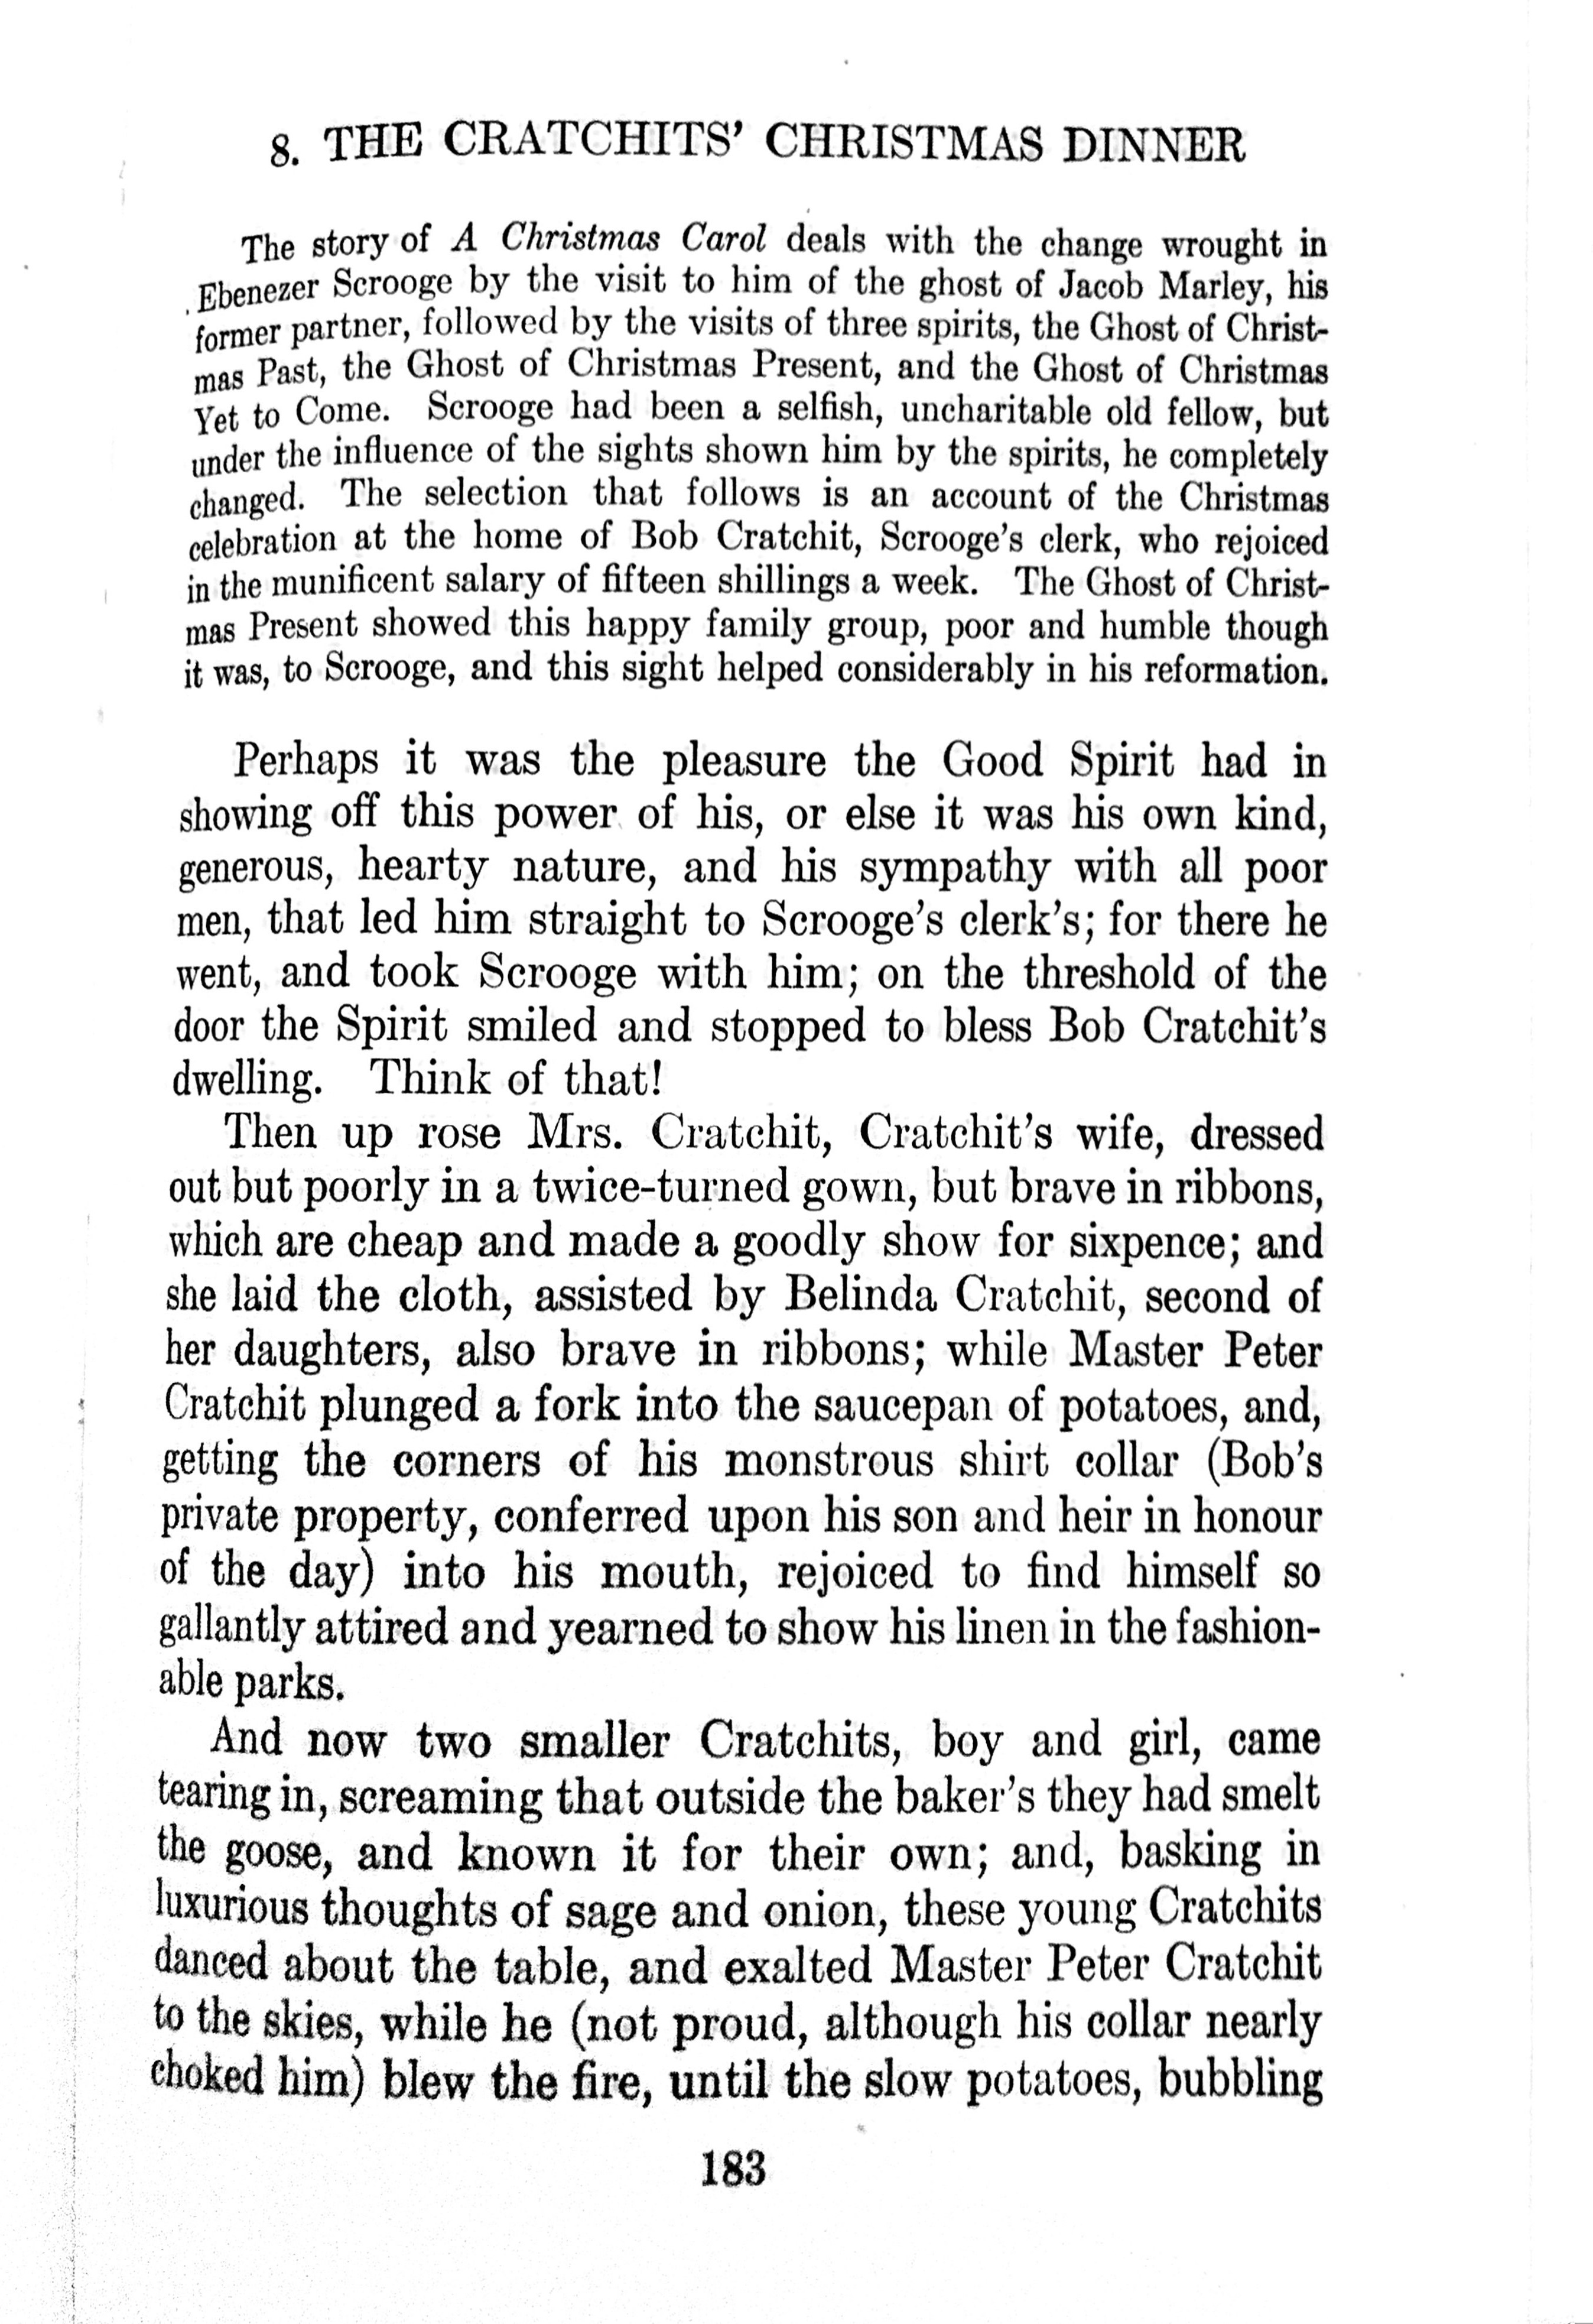 8. THE CRATCHITS' CHRISTMAS DINNER
The story of A Christmas Carol deals with the change wrought in
Ebenezer Scrooge by the visit to him of the ghost of Jacob Marley, his
former partner, followed by the visits of three spirits, the Ghost of Christ-
mas Past, the Ghost of Christmas Present, and the Ghost of Christmas
Yet to Come. Scrooge had been a selfish, uncharitable old fellow, but
under the influence of the sights shown him by the spirits, he completely
changed. The selection that follows is an account of the Christmas
celebration at the home of Bob Cratchit, Scrooge's clerk, who rejoiced
in the munificent salary of fifteen shillings a week. The Ghost of Christ-
mas Present showed this happy family group, poor and humble though
it was, to Scrooge, and this sight helped considerably in his reformation.
Perhaps it was the pleasure the Good Spirit had in
showing off this power of his, or else it was his own kind,
generous, hearty nature, and his sympathy with all poor
men, that led him straight to Scrooge's clerk's; for there he
went, and took Scrooge with him; on the threshold of the
door the Spirit smiled and stopped to bless Bob Cratchit's
dwelling. Think of that!
Then up rose Mrs. Cratchit, Cratchit's wife, dressed
out but poorly in a twice-turned gown, but brave in ribbons,
which are cheap and made a goodly show for sixpence; and
she laid the cloth, assisted by Belinda Cratchit, second of
her daughters, also brave in ribbons; while Master Peter
Cratchit plunged a fork into the saucepan of potatoes, and,
getting the corners of his monstrous shirt collar (Bob's
private property, conferred upon his son and heir in honour
of the day) into his mouth, rejoiced to find himself so
gallantly attired and yearned to show his linen in the fashion-
able parks.
And now two smaller Cratchits, boy and girl, came
tearing in, screaming that outside the baker's they had smelt
the goose, and known it for their own; and, basking in
luxurious thoughts of sage and onion, these young Cratchits
danced about the table, and exalted Master Peter Cratchit
to the skies, while he (not proud, although his collar nearly
choked him) blew the fire, until the slow potatoes, bubbling
183